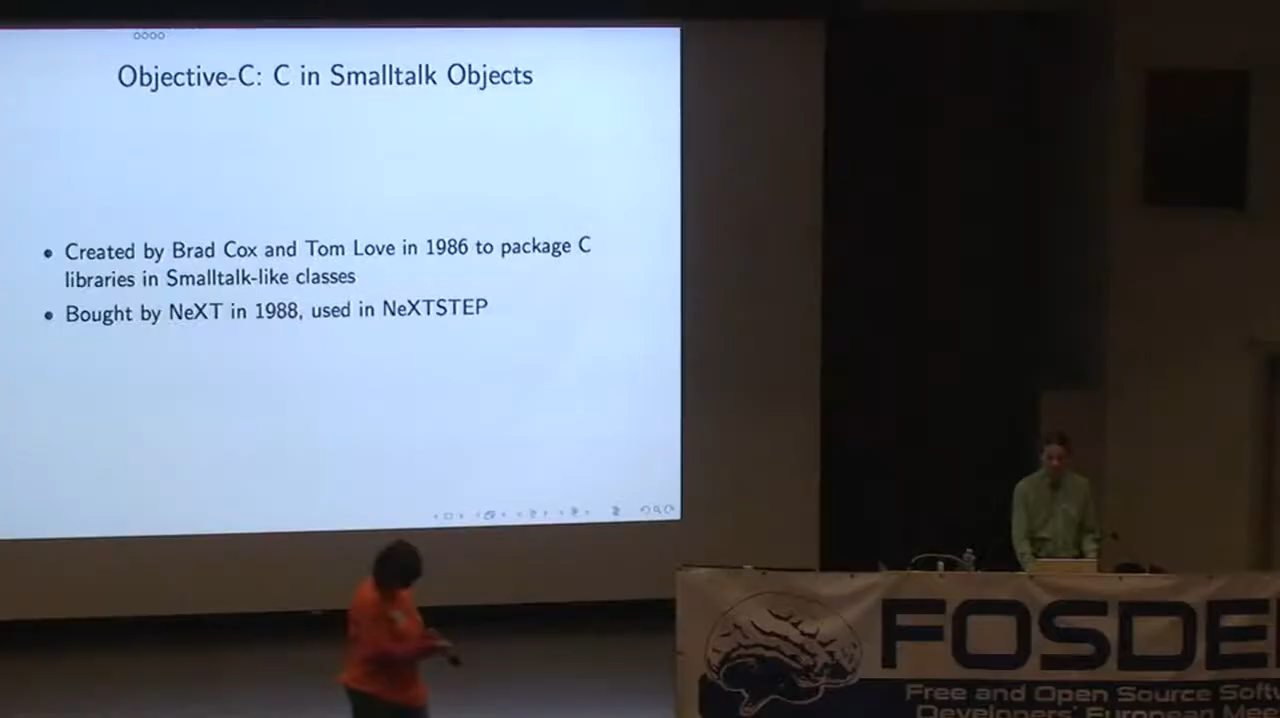 Objective-C: C in Smalltalk Objects
• Created by Brad Cox and Tom Love in 1986 to package C
libraries in Smalltalk-like classes
• Bought by NeXT in 1988, used in NeXTSTEP
FOSDE
Free and Open Source Soft
Developers' European Mee